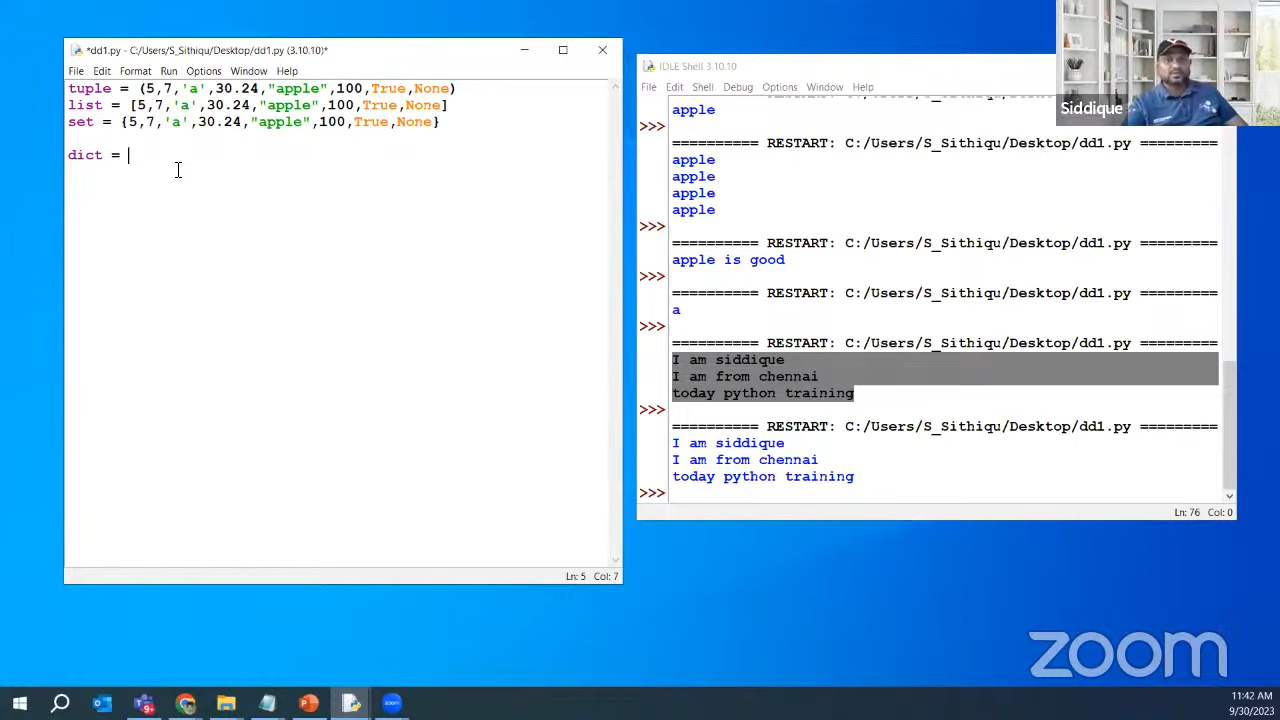 *dd1.py - C:/Users/S_Sithiqu/Desktop/dd1.py (3.10.10)*
File Edit Format Run Options Window Help
tuple = (5,7,'a',30.24,"apple",100,True,None)
list = [5,7,'a',30.24,"apple",100,True,None]
set = {5,7,'a',30.24,"apple",100,True,None}
dict =
Ln: 5 Col: 7
IDLE Shell 3.10.10
File Edit Shell Debug Options Window Help
apple
>>>
========== RESTART: C:/Users/S_Sithiqu/Desktop/dd1.py =========
apple
apple
apple
apple
>>>
========== RESTART: C:/Users/S_Sithiqu/Desktop/dd1.py =========
apple is good
>>>
========== RESTART: C:/Users/S_Sithiqu/Desktop/dd1.py =========
a
>>>
========== RESTART: C:/Users/S_Sithiqu/Desktop/dd1.py =========
I am siddique
I am from chennai
today python training
>>>
========== RESTART: C:/Users/S_Sithiqu/Desktop/dd1.py =========
I am siddique
I am from chennai
today python training
>>>
Ln: 76 Col: 0
Siddique
zoom
zoom
11:42 AM
9/30/2023